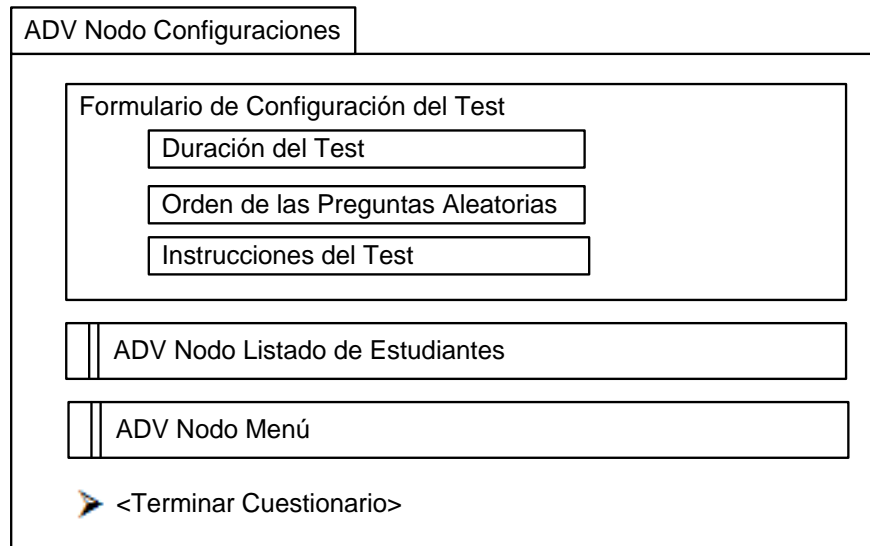 ADV Nodo Configuraciones
Formulario de Configuración del Test
Duración del Test
Orden de las Preguntas Aleatorias
Instrucciones del Test
ADV Nodo Listado de Estudiantes
ADV Nodo Menú
<Terminar Cuestionario>